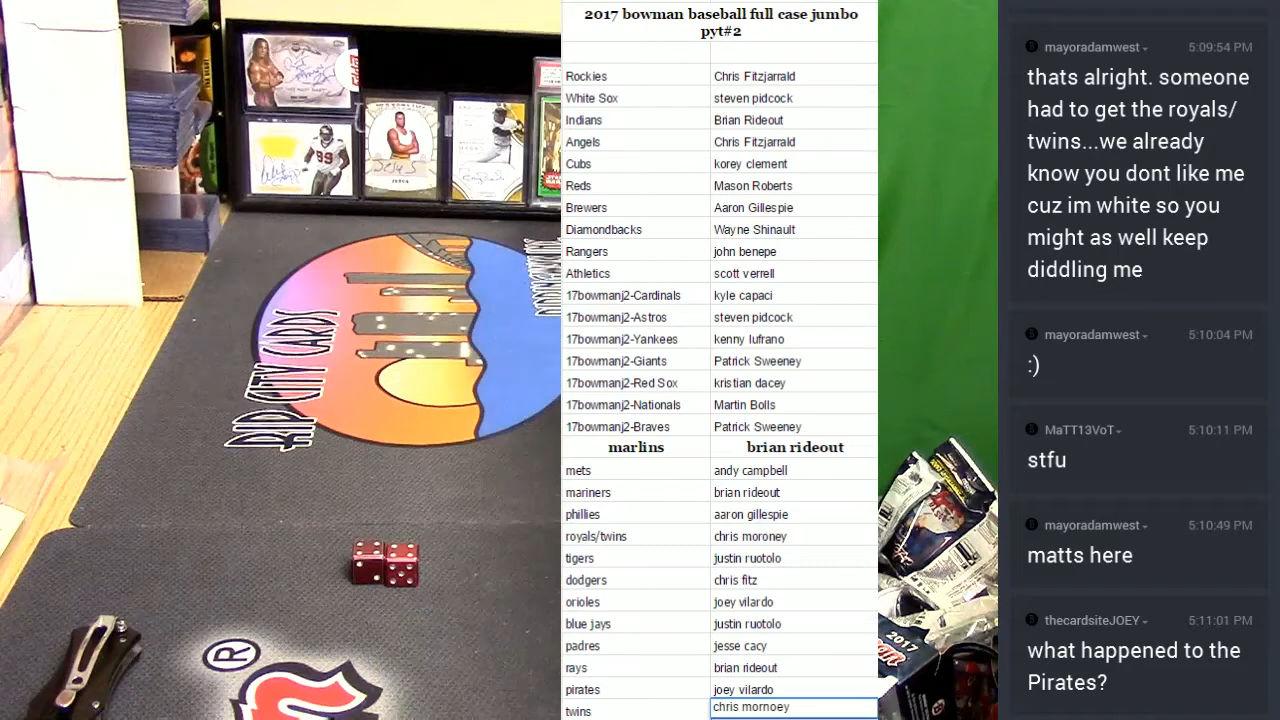 2017 bowman baseball full case jumbo
pyt#2
Rockies Chris Fitzjarrald
White Sox steven pidcock
Indians Brian Rideout
Angels Chris Fitzjarrald
Cubs korey clement
Reds Mason Roberts
Brewers Aaron Gillespie
Diamondbacks Wayne Shinault
Rangers john benepe
Athletics scott verrell
17bowmanj2-Cardinals kyle capaci
17bowmanj2-Astros steven pidcock
17bowmanj2-Yankees kenny lufrano
17bowmanj2-Giants Patrick Sweeney
17bowmanj2-Red Sox kristian dacey
17bowmanj2-Nationals Martin Bolls
17bowmanj2-Braves Patrick Sweeney
marlins brian rideout
mets andy campbell
mariners brian rideout
phillies aaron gillespie
royals/twins chris moroney
tigers justin ruotolo
dodgers chris fitz
orioles joey vilardo
blue jays justin ruotolo
padres jesse cacy
rays brian rideout
pirates joey vilardo
twins chris mornoey
mayoradamwest 5:09:54 PM
thats alright. someone
had to get the royals/
twins...we already
know you dont like me
cuz im white so you
might as well keep
diddling me
mayoradamwest 5:10:04 PM
:)
MaTT13VoT 5:10:11 PM
stfu
mayoradamwest 5:10:49 PM
matts here
thecardsiteJOEY 5:11:01 PM
what happened to the
Pirates?
RIP CITY CARDS
®
99
2017